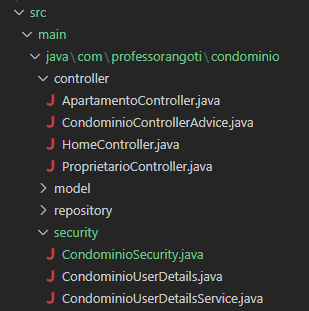 src
main
java\com\professorangoti\condominio
controller
ApartamentoController.java
CondominioControllerAdvice.java
HomeController.java
ProprietarioController.java
model
repository
security
CondominioSecurity.java
CondominioUserDetails.java
CondominioUserDetailsService.java